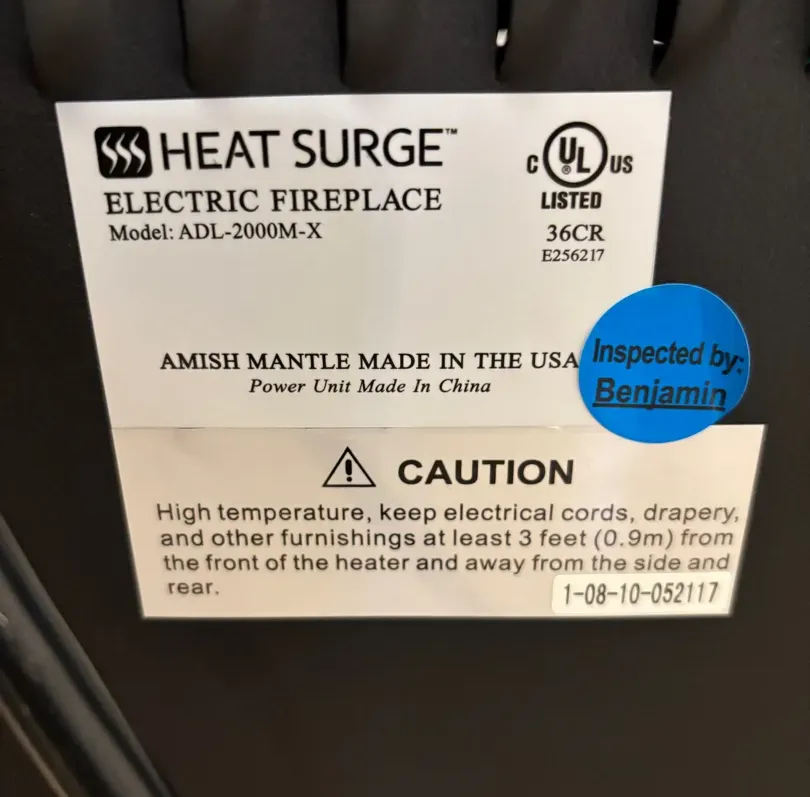 HEAT SURGE™
ELECTRIC FIREPLACE
Model: ADL-2000M-X
C UL® US
LISTED
36CR
E256217
AMISH MANTLE MADE IN THE USA
Power Unit Made In China
Inspected by:
Benjamin
CAUTION
High temperature, keep electrical cords, drapery,
and other furnishings at least 3 feet (0.9m) from
the front of the heater and away from the side and
rear.
1-08-10-052117